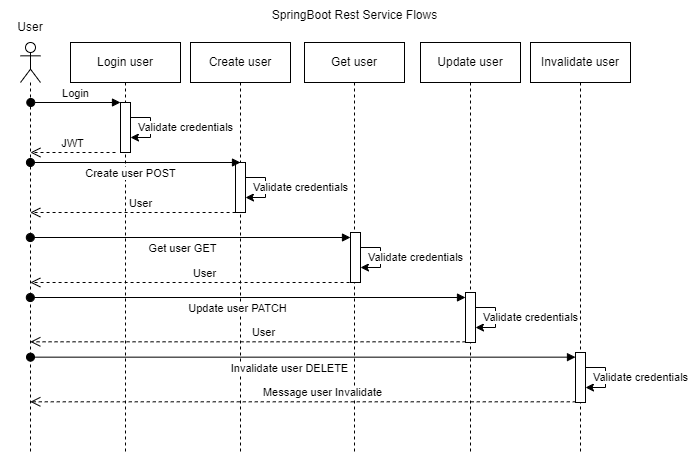 SpringBoot Rest Service Flows
User
Login user
Create user
Get user
Update user
Invalidate user
Login
Validate credentials
JWT
Create user POST
Validate credentials
User
Get user GET
Validate credentials
User
Update user PATCH
Validate credentials
User
Invalidate user DELETE
Validate credentials
Message user Invalidate